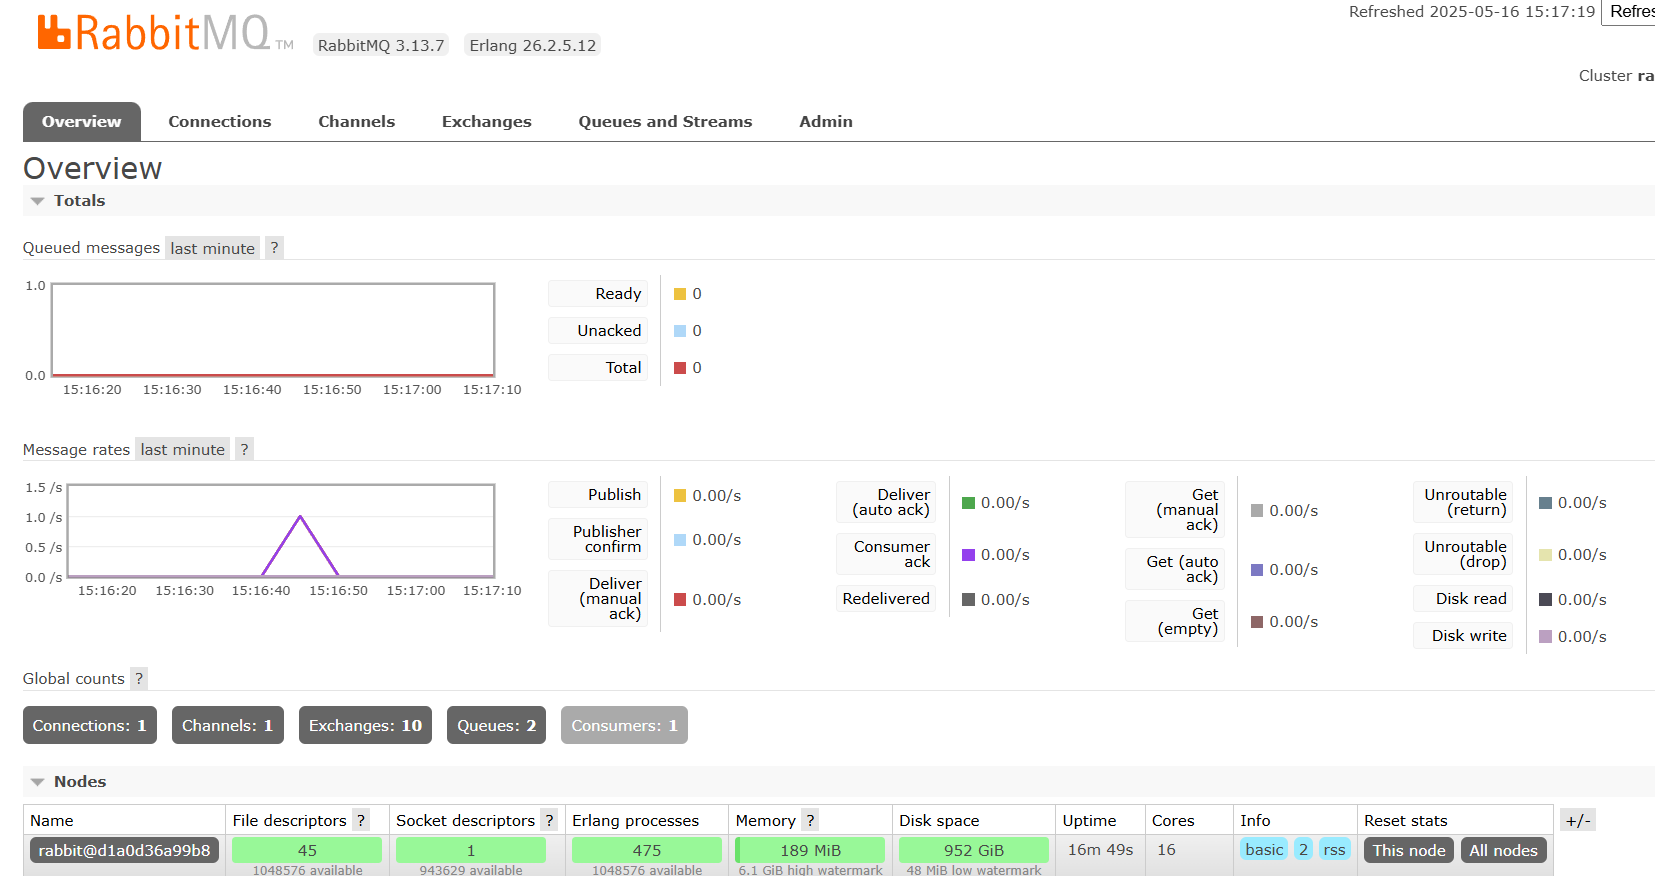 Refreshed 2025-05-16 15:17:19 Refres
RabbitMQ TM RabbitMQ 3.13.7 Erlang 26.2.5.12
Cluster ra
Overview Connections Channels Exchanges Queues and Streams Admin
Overview
Totals
Queued messages last minute ?
1.0
0.0
15:16:20 15:16:30 15:16:40 15:16:50 15:17:00 15:17:10
Ready 0
Unacked 0
Total 0
Message rates last minute ?
1.5 /s
1.0 /s
0.5 /s
0.0 /s
15:16:20 15:16:30 15:16:40 15:16:50 15:17:00 15:17:10
Publish 0.00/s
Publisher
confirm 0.00/s
Deliver
(manual
ack) 0.00/s
Deliver
(auto ack) 0.00/s
Consumer
ack 0.00/s
Redelivered 0.00/s
Get
(manual
ack) 0.00/s
Get (auto
ack) 0.00/s
Get
(empty) 0.00/s
Unroutable
(return) 0.00/s
Unroutable
(drop) 0.00/s
Disk read 0.00/s
Disk write 0.00/s
Global counts ?
Connections: 1 Channels: 1 Exchanges: 10 Queues: 2 Consumers: 1
Nodes
Name File descriptors ? Socket descriptors ? Erlang processes Memory ? Disk space Uptime Cores Info Reset stats +/-
rabbit@d1a0d36a99b8 45 1 475 189 MiB 952 GiB 16m 49s 16 basic 2 rss This node All nodes
1048576 available 943629 available 1048576 available 6.1 GiB high watermark 48 MiB low watermark